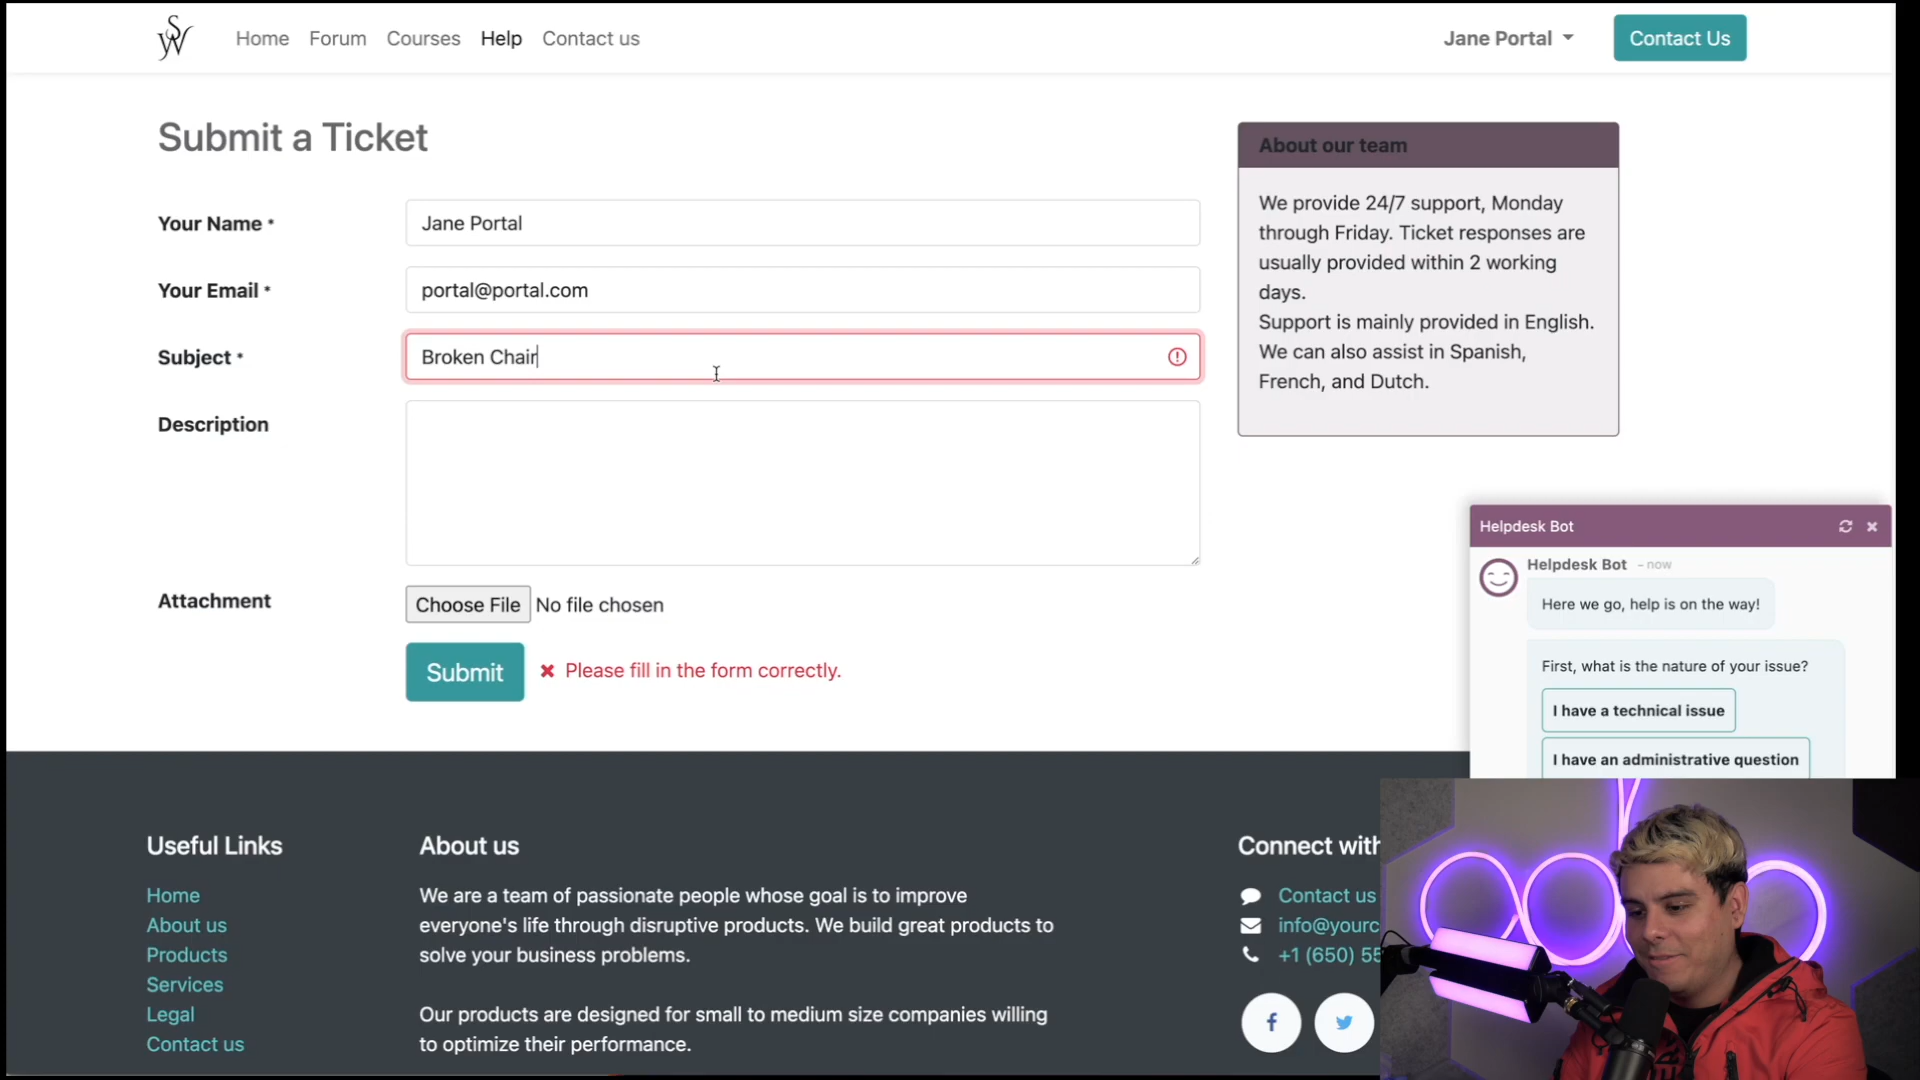 SW
Home Forum Courses Help Contact us
Jane Portal
Contact Us
Submit a Ticket
Your Name *
Jane Portal
Your Email *
portal@portal.com
Subject *
Broken Chair
Description
Attachment
Choose File No file chosen
Submit
Please fill in the form correctly.
About our team
We provide 24/7 support, Monday
through Friday. Ticket responses are
usually provided within 2 working
days.
Support is mainly provided in English.
We can also assist in Spanish,
French, and Dutch.
Helpdesk Bot
Helpdesk Bot - now
Here we go, help is on the way!
First, what is the nature of your issue?
I have a technical issue
I have an administrative question
Useful Links
Home
About us
Products
Services
Legal
Contact us
About us
We are a team of passionate people whose goal is to improve
everyone's life through disruptive products. We build great products to
solve your business problems.
Our products are designed for small to medium size companies willing
to optimize their performance.
Connect with
Contact us
info@yourc
+1 (650) 55